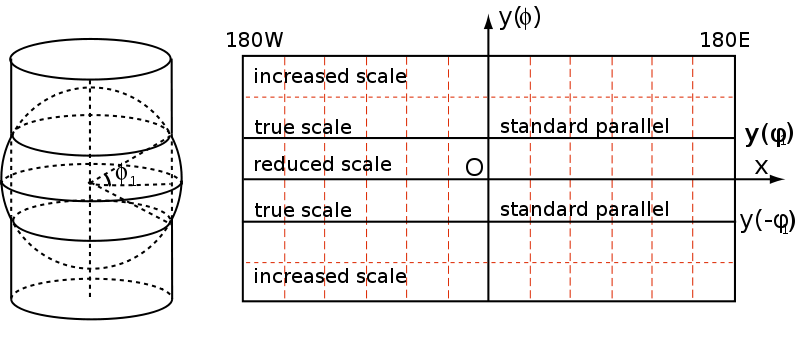 y(ϕ)
180W 180E
increased scale
true scale standard parallel y(φ1)
reduced scale O x
ϕ1
true scale standard parallel y(-φ1)
increased scale